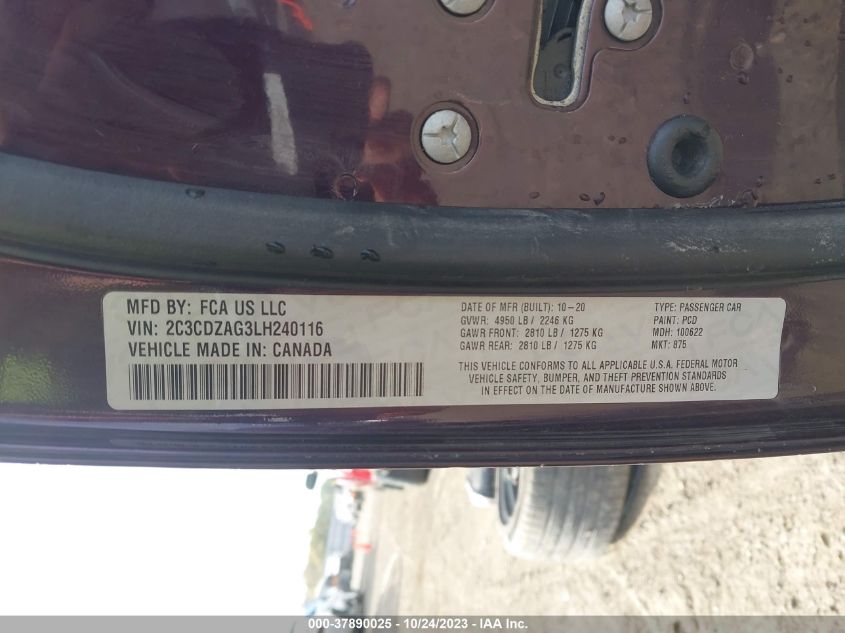 MFD BY: FCA US LLC
VIN: 2C3CDZAG3LH240116
VEHICLE MADE IN: CANADA
DATE OF MFR (BUILT): 10-20
GVWR: 4950 LB / 2246 KG
GAWR FRONT: 2810 LB / 1275 KG
GAWR REAR: 2810 LB / 1275 KG
TYPE: PASSENGER CAR
PAINT: PCD
MDH: 100622
MKT: 875
THIS VEHICLE CONFORMS TO ALL APPLICABLE U.S.A. FEDERAL MOTOR
VEHICLE SAFETY, BUMPER, AND THEFT PREVENTION STANDARDS
IN EFFECT ON THE DATE OF MANUFACTURE SHOWN ABOVE.
000-37890025 - 10/24/2023 - IAA Inc.